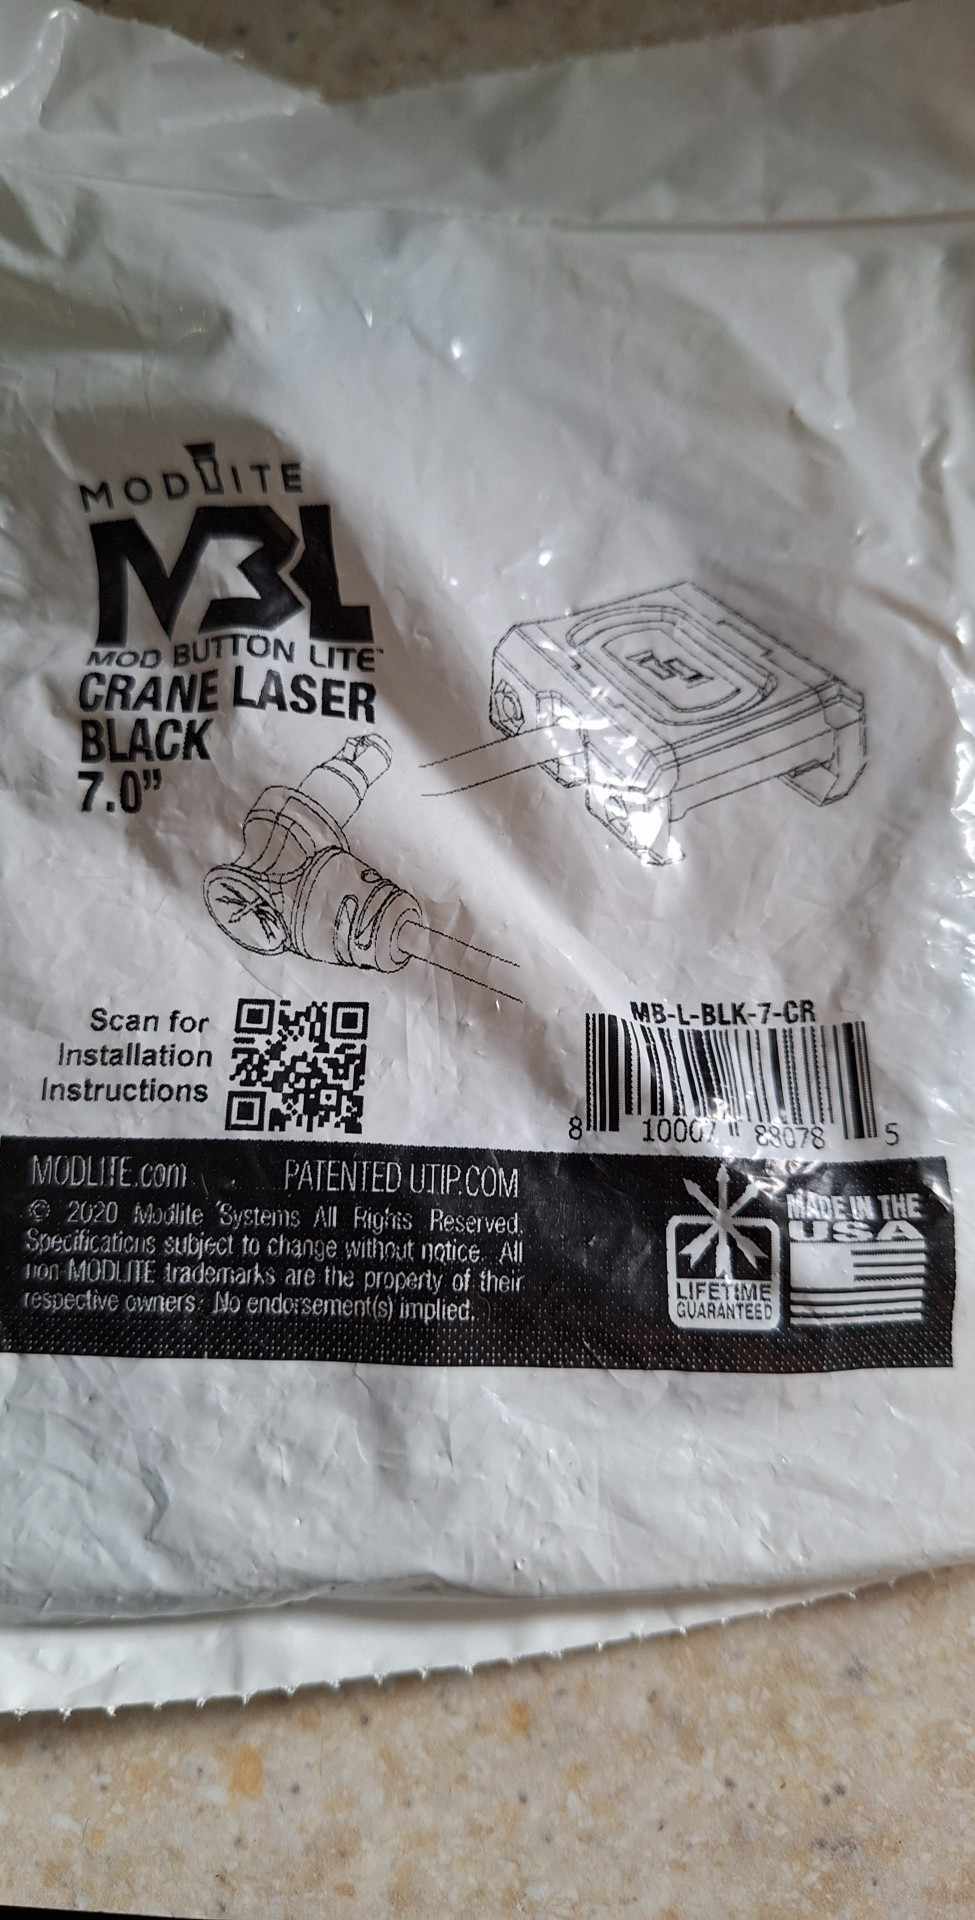 MODLITE
MBL
MOD BUTTON LITE™
CRANE LASER
BLACK
7.0”
Scan for
Installation
Instructions
MB-L-BLK-7-CR
8 10007 88078 5
MODLITE.com PATENTED UTIP.COM
© 2020 Modlite Systems All Rights Reserved.
Specifications subject to change without notice. All
non-MODLITE trademarks are the property of their
respective owners. No endorsement(s) implied.
LIFETIME
GUARANTEED
MADE IN THE
USA